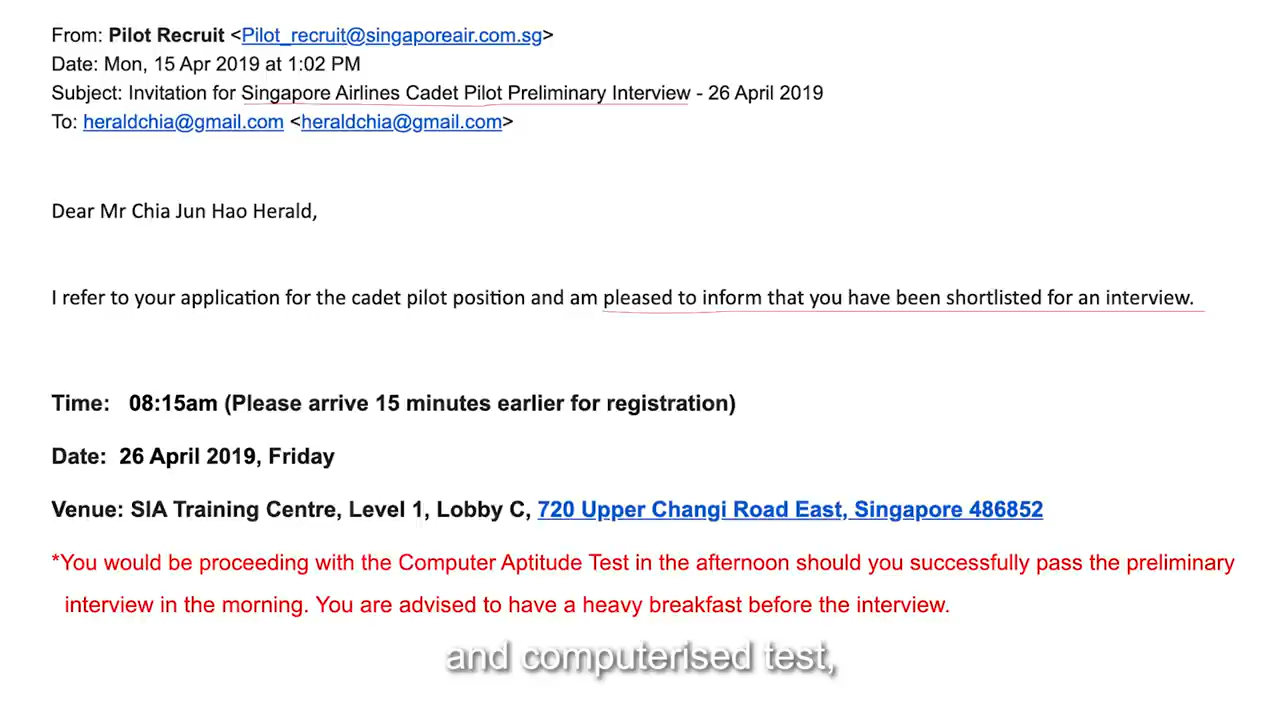 From: Pilot Recruit <Pilot_recruit@singaporeair.com.sg>
Date: Mon, 15 Apr 2019 at 1:02 PM
Subject: Invitation for Singapore Airlines Cadet Pilot Preliminary Interview - 26 April 2019
To: heraldchia@gmail.com <heraldchia@gmail.com>
Dear Mr Chia Jun Hao Herald,
I refer to your application for the cadet pilot position and am pleased to inform that you have been shortlisted for an interview.
Time: 08:15am (Please arrive 15 minutes earlier for registration)
Date: 26 April 2019, Friday
Venue: SIA Training Centre, Level 1, Lobby C, 720 Upper Changi Road East, Singapore 486852
*You would be proceeding with the Computer Aptitude Test in the afternoon should you successfully pass the preliminary
interview in the morning. You are advised to have a heavy breakfast before the interview.
and computerised test,